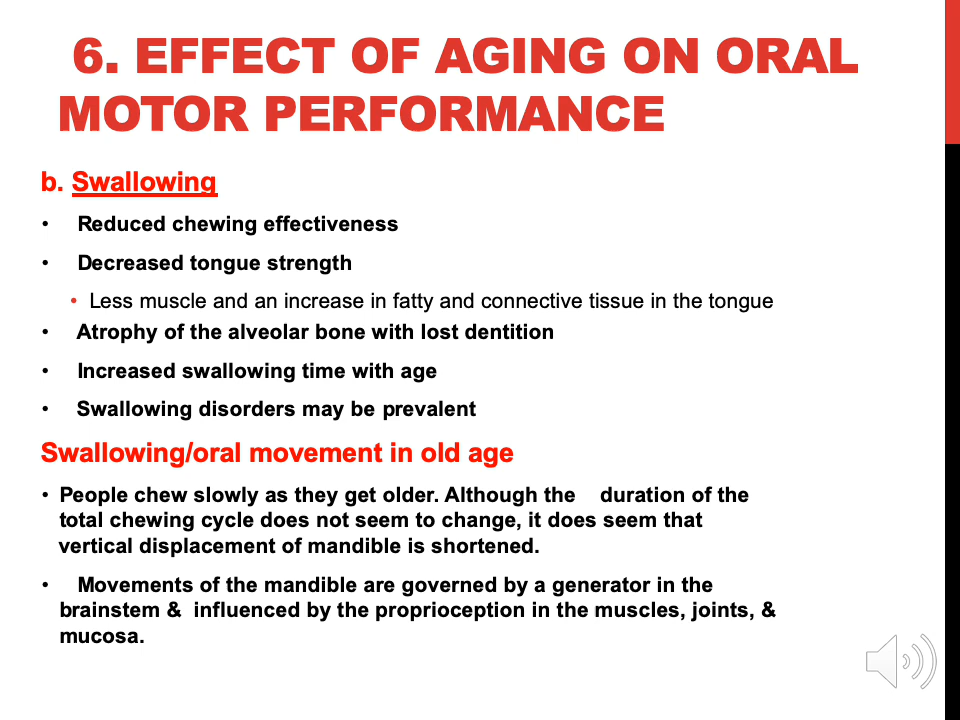 6. EFFECT OF AGING ON ORAL
MOTOR PERFORMANCE
b. Swallowing
• Reduced chewing effectiveness
• Decreased tongue strength
• Less muscle and an increase in fatty and connective tissue in the tongue
• Atrophy of the alveolar bone with lost dentition
• Increased swallowing time with age
• Swallowing disorders may be prevalent
Swallowing/oral movement in old age
• People chew slowly as they get older. Although the duration of the
total chewing cycle does not seem to change, it does seem that
vertical displacement of mandible is shortened.
• Movements of the mandible are governed by a generator in the
brainstem & influenced by the proprioception in the muscles, joints, &
mucosa.